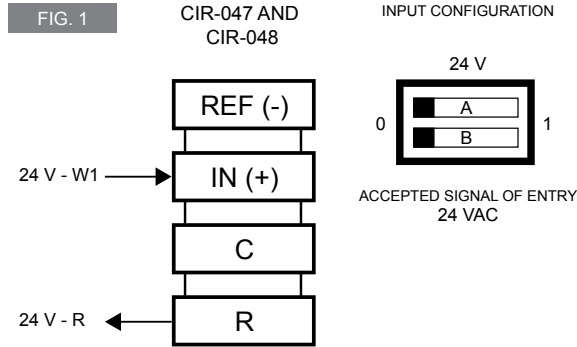 FIG. 1
CIR-047 AND
CIR-048
REF (-)
24 V - W1
IN (+)
C
24 V - R
R
INPUT CONFIGURATION
24 V
0
A
B
1
ACCEPTED SIGNAL OF ENTRY
24 VAC